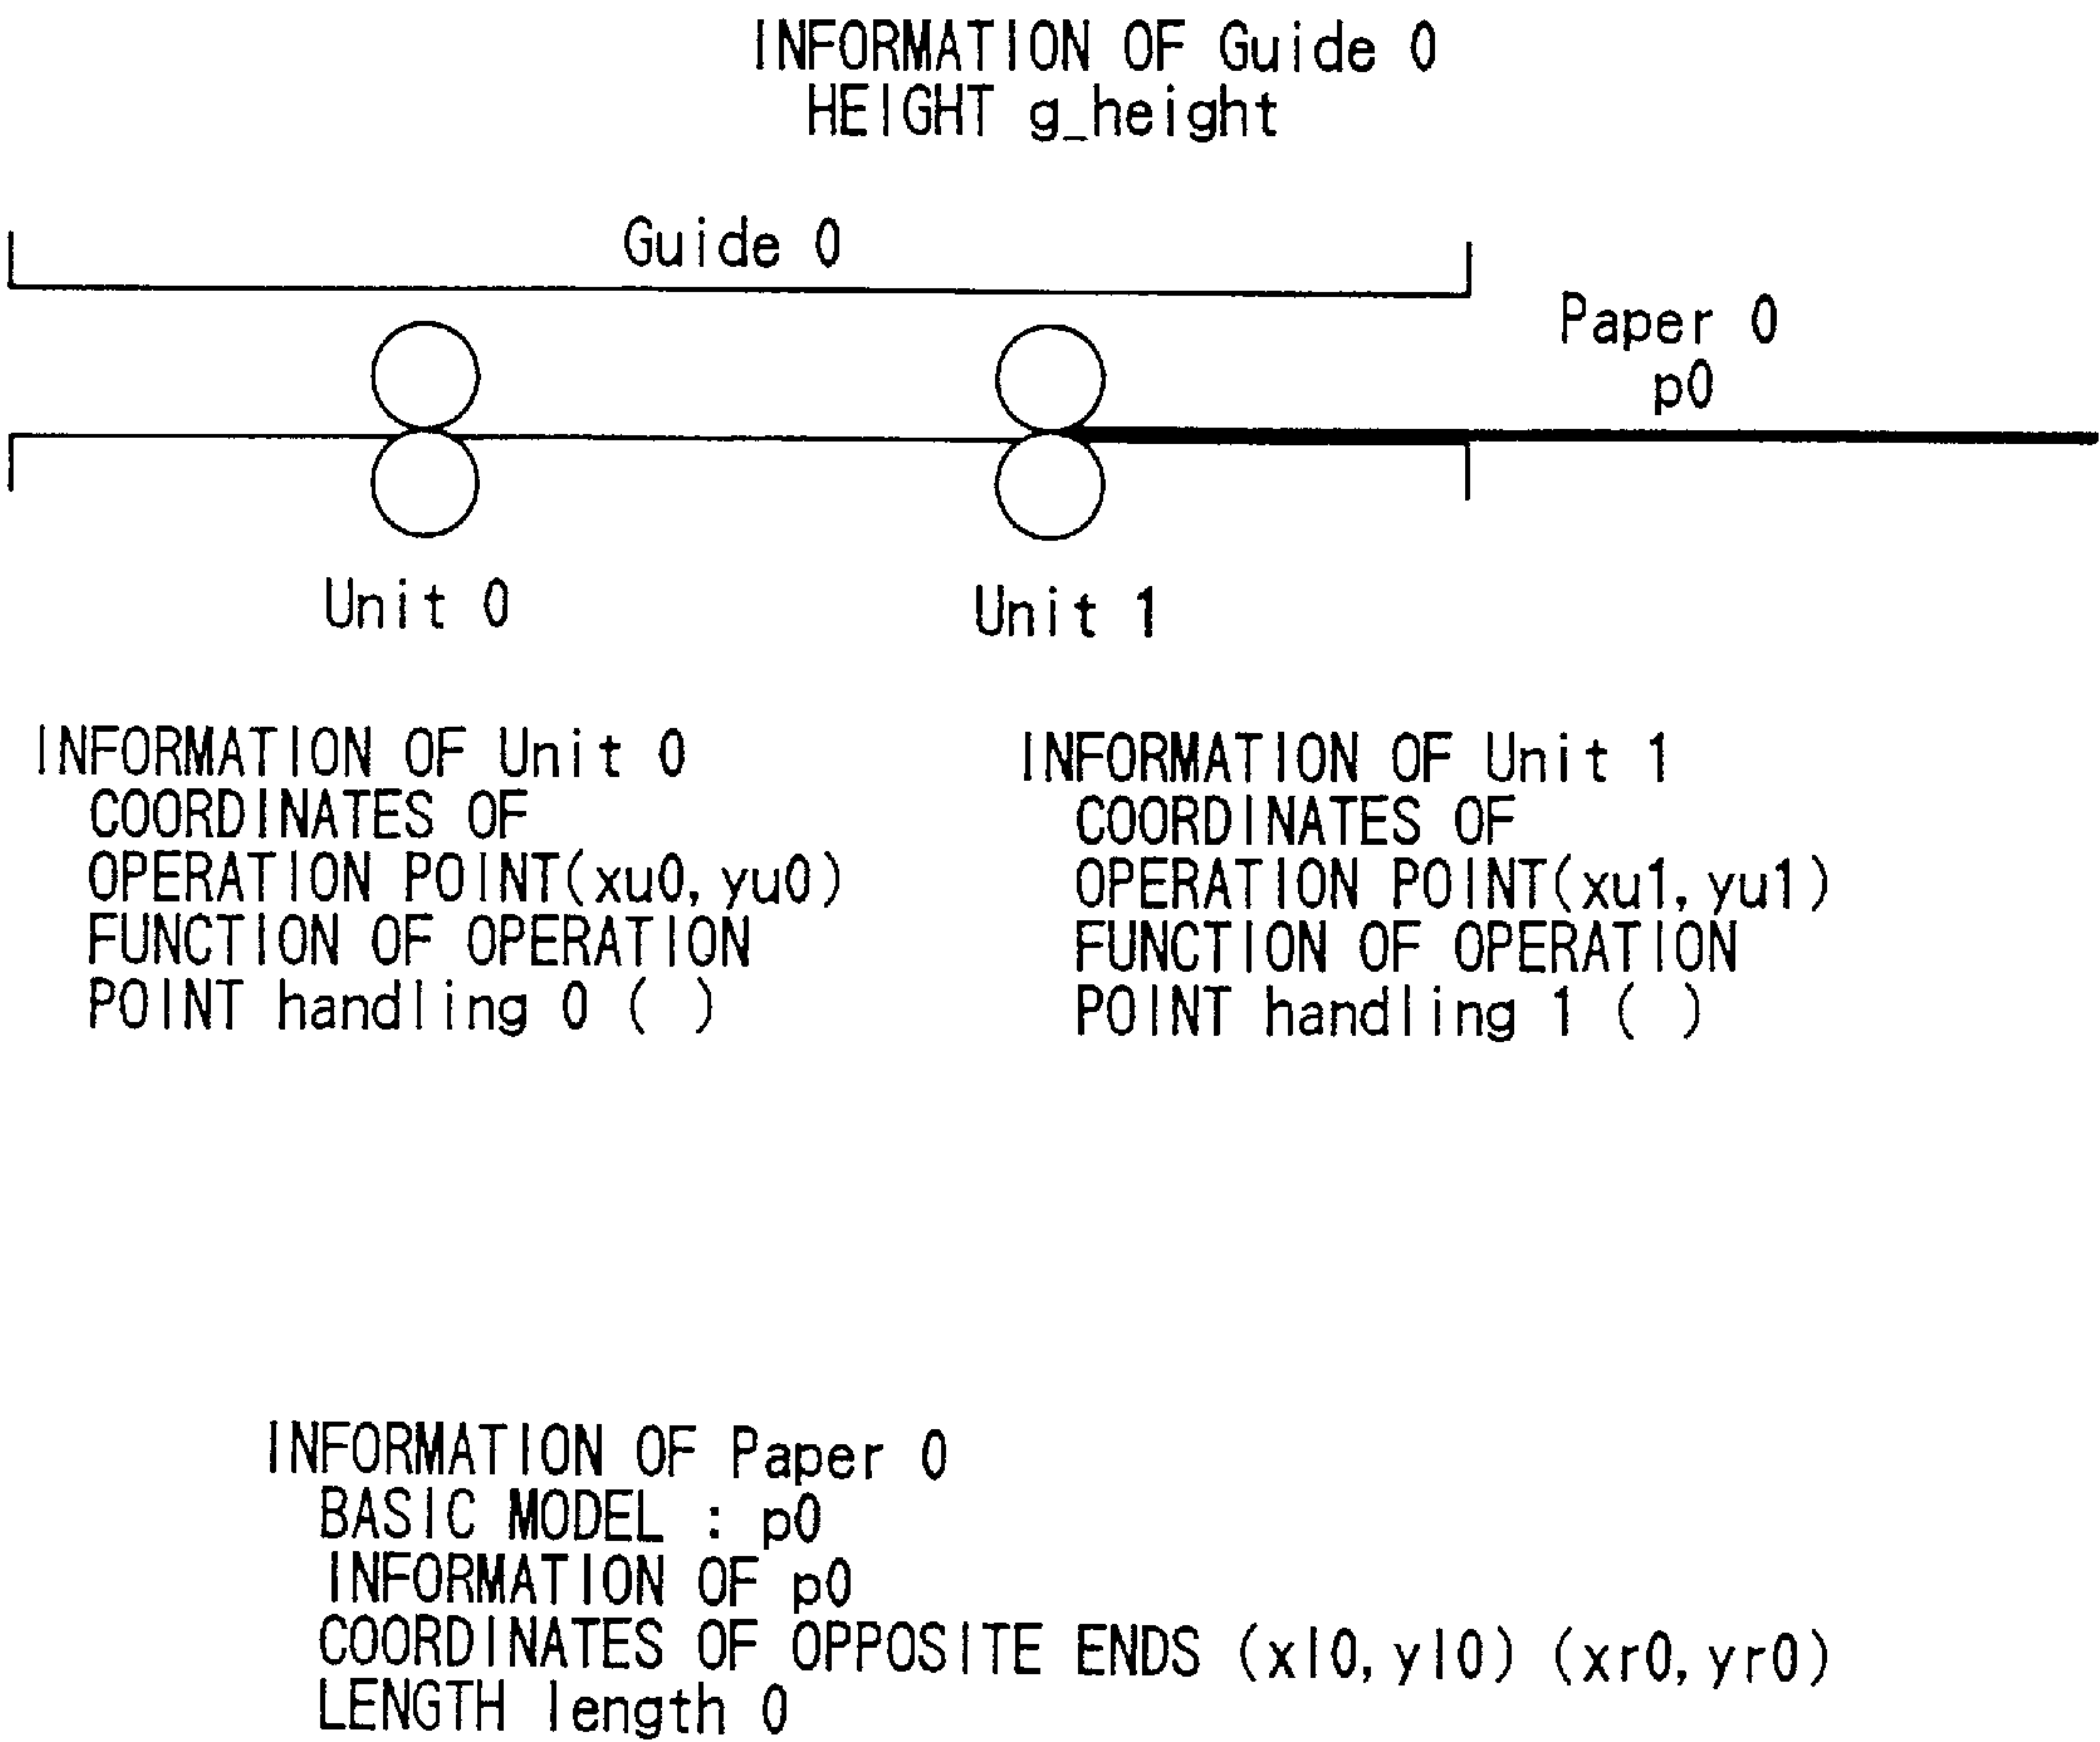 INFORMATION OF Guide 0
HEIGHT g_height
Guide 0
Paper 0
p0
Unit 0
Unit 1
INFORMATION OF Unit 0
COORDINATES OF
OPERATION POINT(xu0,yu0)
FUNCTION OF OPERATION
POINT handling 0 ( )
INFORMATION OF Unit 1
COORDINATES OF
OPERATION POINT(xu1,yu1)
FUNCTION OF OPERATION
POINT handling 1 ( )
INFORMATION OF Paper 0
BASIC MODEL : p0
INFORMATION OF p0
COORDINATES OF OPPOSITE ENDS (xl0,yl0) (xr0,yr0)
LENGTH length 0